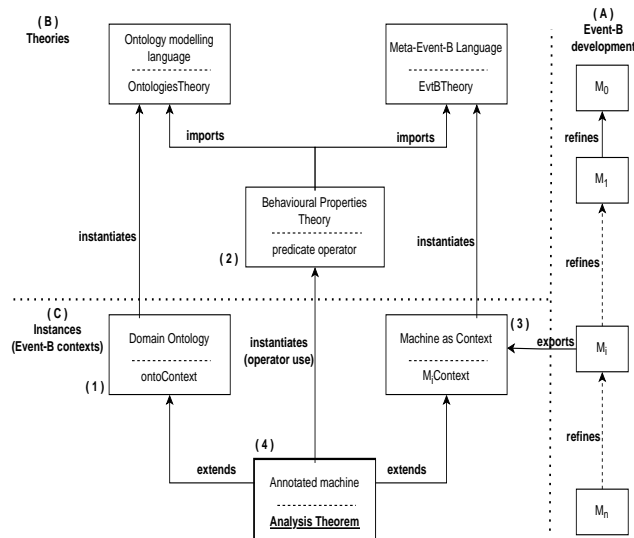 ( B )
Theories
Ontology modelling
language
OntologiesTheory
Meta-Event-B Language
EvtBTheory
( A )
Event-B
development
M0
refines
M1
imports
imports
Behavioural Properties
Theory
predicate operator
( 2 )
instantiates
instantiates
refines
( C )
Instances
(Event-B contexts)
( 1 )
Domain Ontology
ontoContext
instantiates
(operator use)
Machine as Context
MiContext
( 3 )
exports
Mi
refines
( 4 )
extends
extends
Annotated machine
Analysis Theorem
Mn